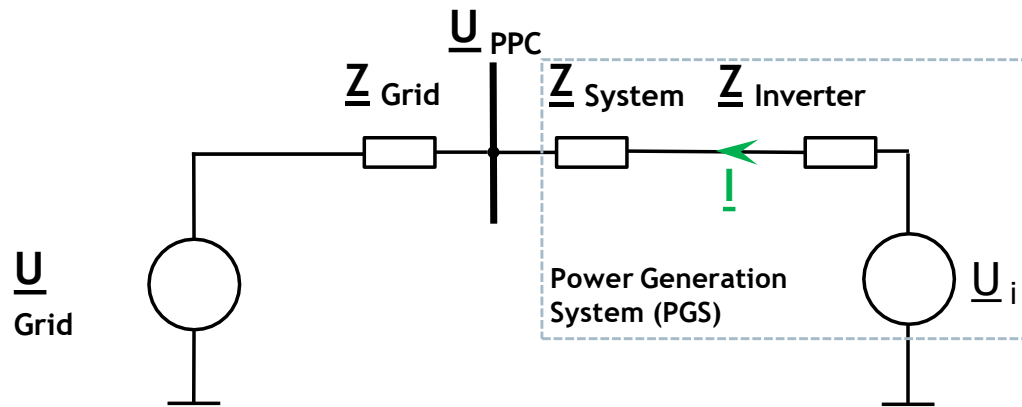 U PPC
Z Grid
Z System
Z Inverter
I
U
Grid
Power Generation
System (PGS)
U i